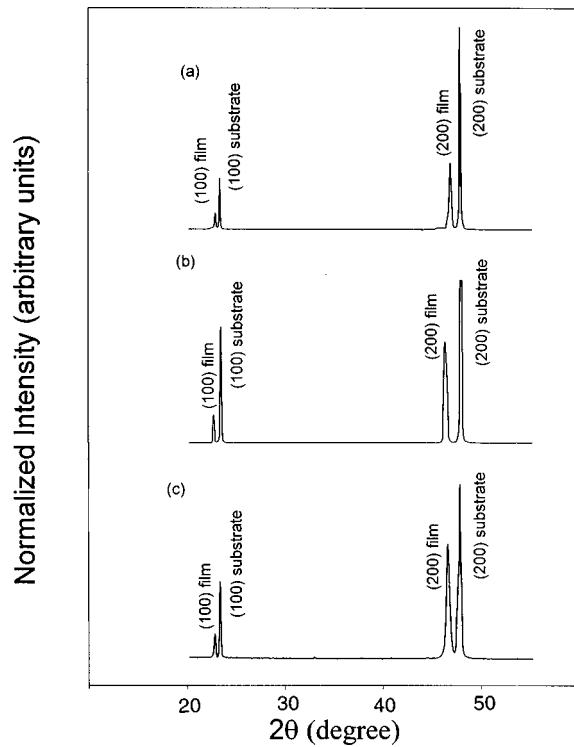 Normalized Intensity (arbitrary units)
(a)
(100) film
(100) substrate
(200) film
(200) substrate
(b)
(100) film
(100) substrate
(200) film
(200) substrate
(c)
(100) film
(100) substrate
(200) film
(200) substrate
20 30 40 50
2θ (degree)